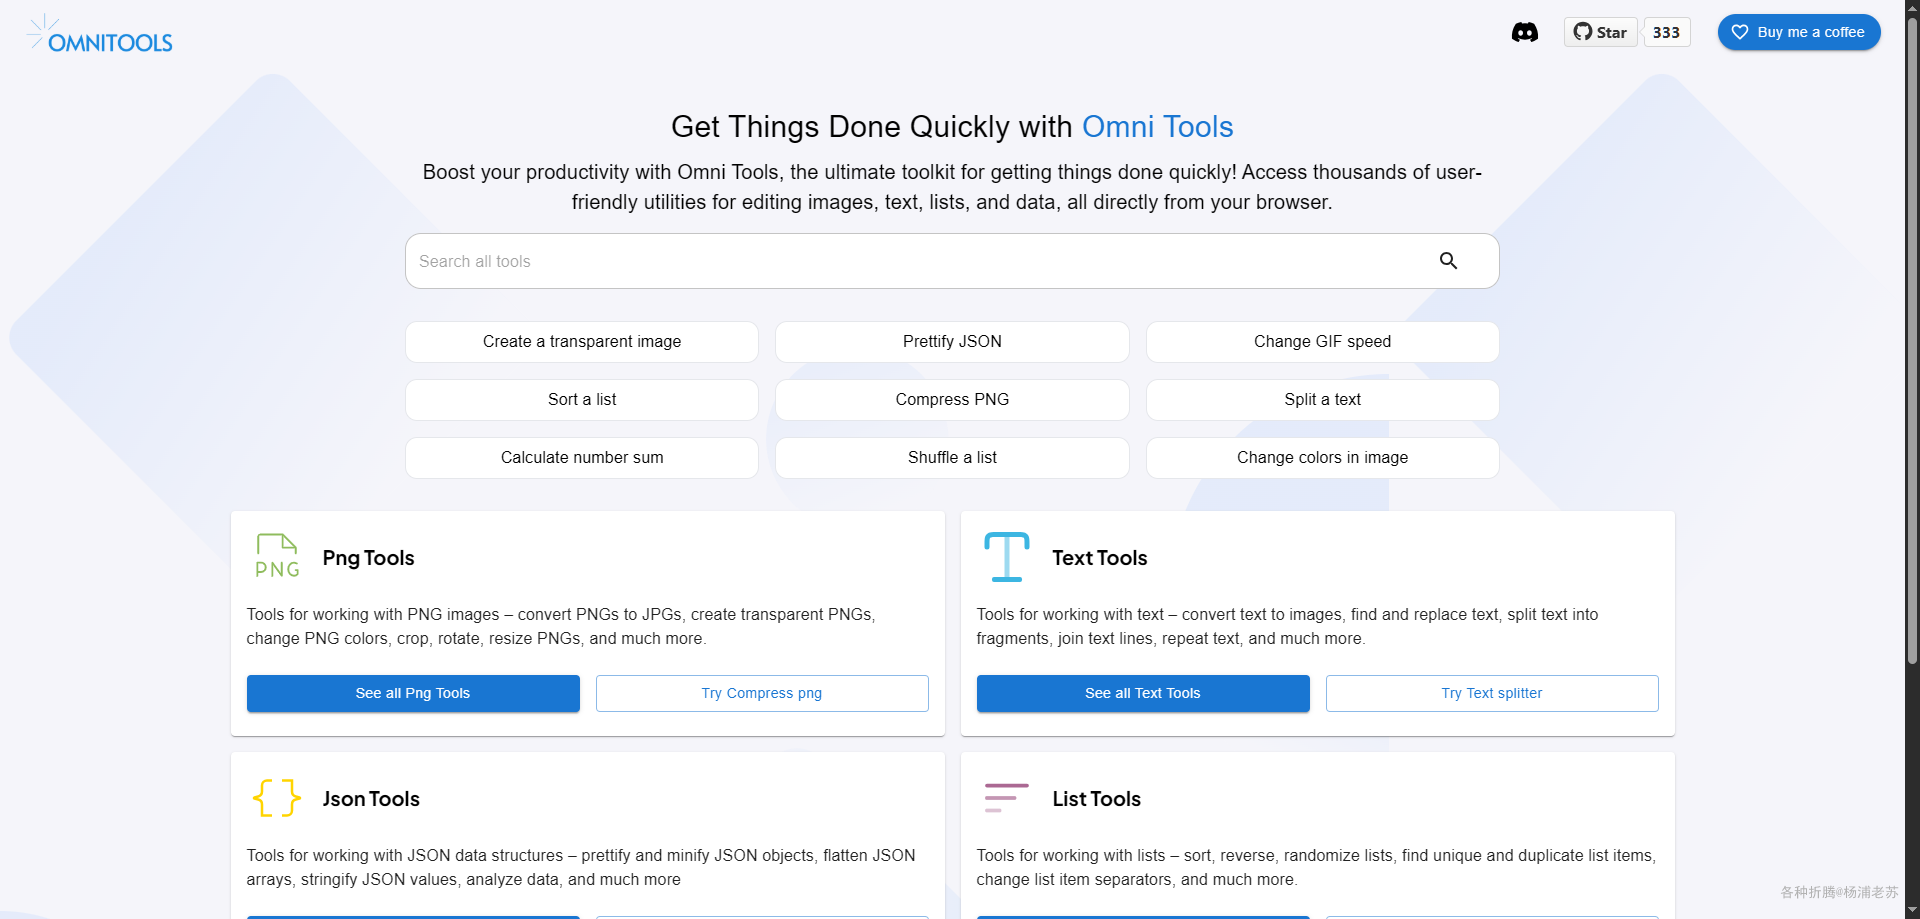 OMNITOOLS
Star
333
Buy me a coffee
Get Things Done Quickly with Omni Tools
Boost your productivity with Omni Tools, the ultimate toolkit for getting things done quickly! Access thousands of user-
friendly utilities for editing images, text, lists, and data, all directly from your browser.
Search all tools
Create a transparent image
Prettify JSON
Change GIF speed
Sort a list
Compress PNG
Split a text
Calculate number sum
Shuffle a list
Change colors in image
PNG
Png Tools
Tools for working with PNG images – convert PNGs to JPGs, create transparent PNGs,
change PNG colors, crop, rotate, resize PNGs, and much more.
See all Png Tools
Try Compress png
Text Tools
Tools for working with text – convert text to images, find and replace text, split text into
fragments, join text lines, repeat text, and much more.
See all Text Tools
Try Text splitter
Json Tools
Tools for working with JSON data structures – prettify and minify JSON objects, flatten JSON
arrays, stringify JSON values, analyze data, and much more
List Tools
Tools for working with lists – sort, reverse, randomize lists, find unique and duplicate list items,
change list item separators, and much more.
各种折腾@杨浦老苏